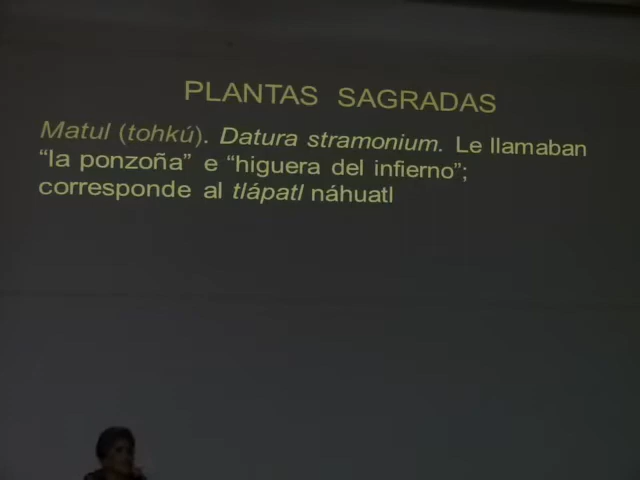 PLANTAS SAGRADAS
Matul (tohkú). Datura stramonium. Le llamaban
“la ponzoña” e “higuera del infierno”;
corresponde al tlápatl náhuatl